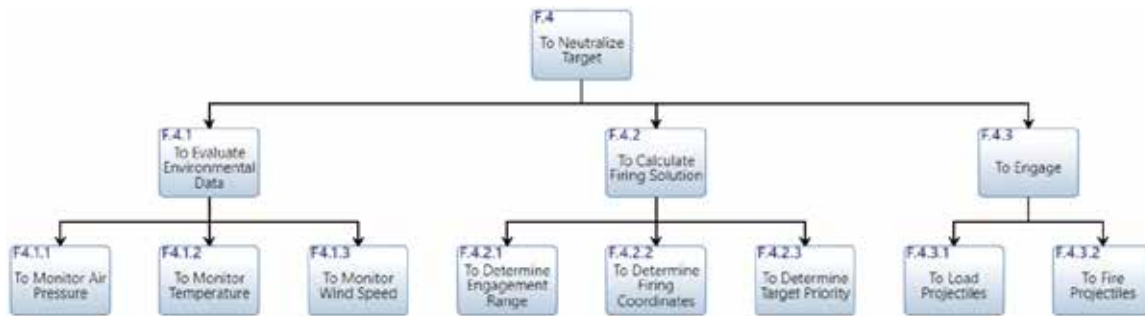 F.4
To Neutralize
Target
F.4.1
To Evaluate
Environmental
Data
F.4.2
To Calculate
Firing Solution
F.4.3
To Engage
F4.1.1
To Monitor Air
Pressure
F4.1.2
To Monitor
Temperature
F4.1.3
To Monitor
Wind Speed
F.4.2.1
To Determine
Engagement
Range
F.4.2.2
To Determine
Firing
Coordinates
F4.2.3
To Determine
Target Priority
F.4.3.1
To Load
Projectiles
F.4.3.2
To Fire
Projectiles